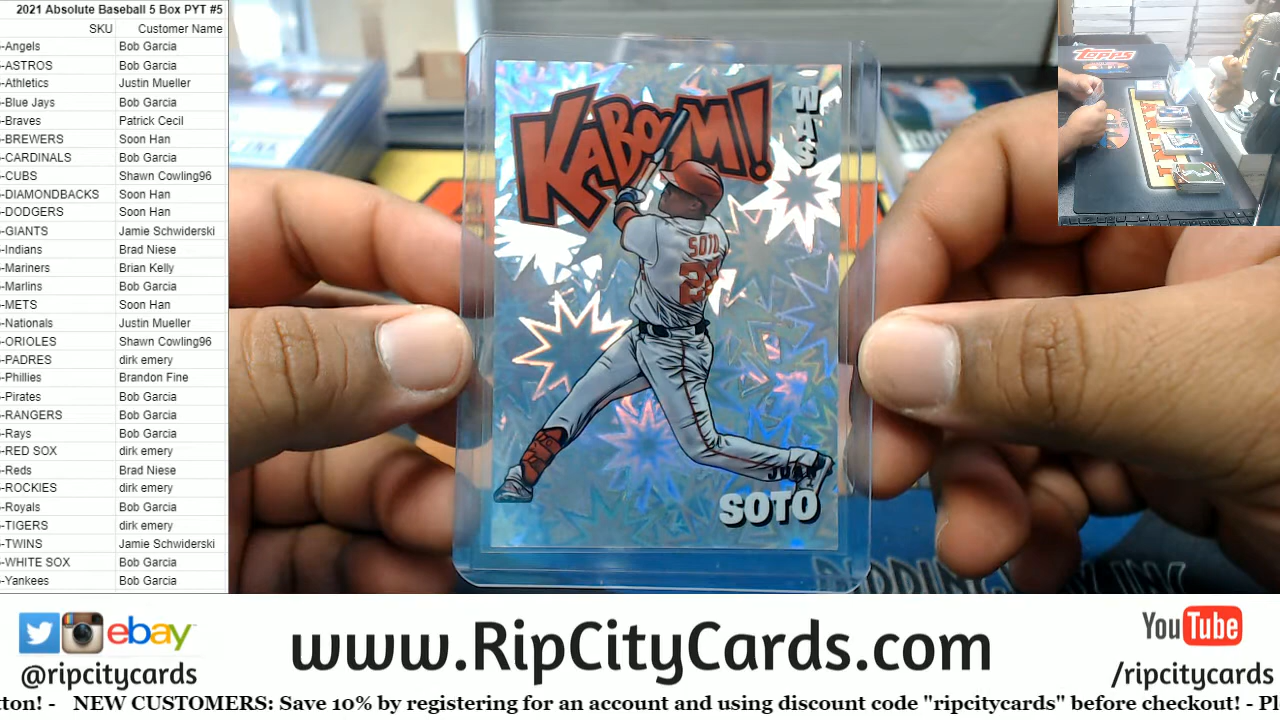 2021 Absolute Baseball 5 Box PYT #5
SKU Customer Name
-Angels Bob Garcia
-ASTROS Bob Garcia
-Athletics Justin Mueller
-Blue Jays Bob Garcia
-Braves Patrick Cecil
-BREWERS Soon Han
-CARDINALS Bob Garcia
-CUBS Shawn Cowling96
-DIAMONDBACKS Soon Han
-DODGERS Soon Han
-GIANTS Jamie Schwiderski
-Indians Brad Niese
-Mariners Brian Kelly
-Marlins Bob Garcia
-METS Soon Han
-Nationals Justin Mueller
-ORIOLES Shawn Cowling96
-PADRES dirk emery
-Phillies Brandon Fine
-Pirates Bob Garcia
-RANGERS Bob Garcia
-Rays Bob Garcia
-RED SOX dirk emery
-Reds Brad Niese
-ROCKIES dirk emery
-Royals Bob Garcia
-TIGERS dirk emery
-TWINS Jamie Schwiderski
-WHITE SOX Bob Garcia
-Yankees Bob Garcia
KABOOM!
WAS
SOTO
22
JUAN
SOTO
Topps
ebay
@ripcitycards
www.RipCityCards.com
YouTube
/ripcitycards
ton! - NEW CUSTOMERS: Save 10% by registering for an account and using discount code "ripcitycards" before checkout! - Pl